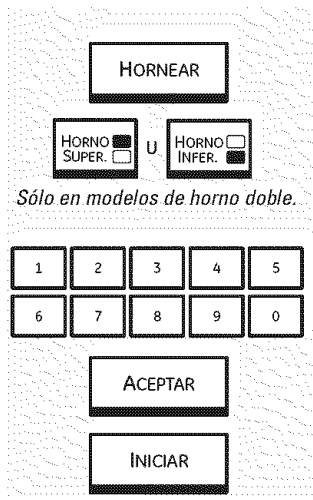 HORNEAR
HORNO SUPER. U HORNO INFER.
Sólo en modelos de horno doble.
1 2 3 4 5
6 7 8 9 0
ACEPTAR
INICIAR